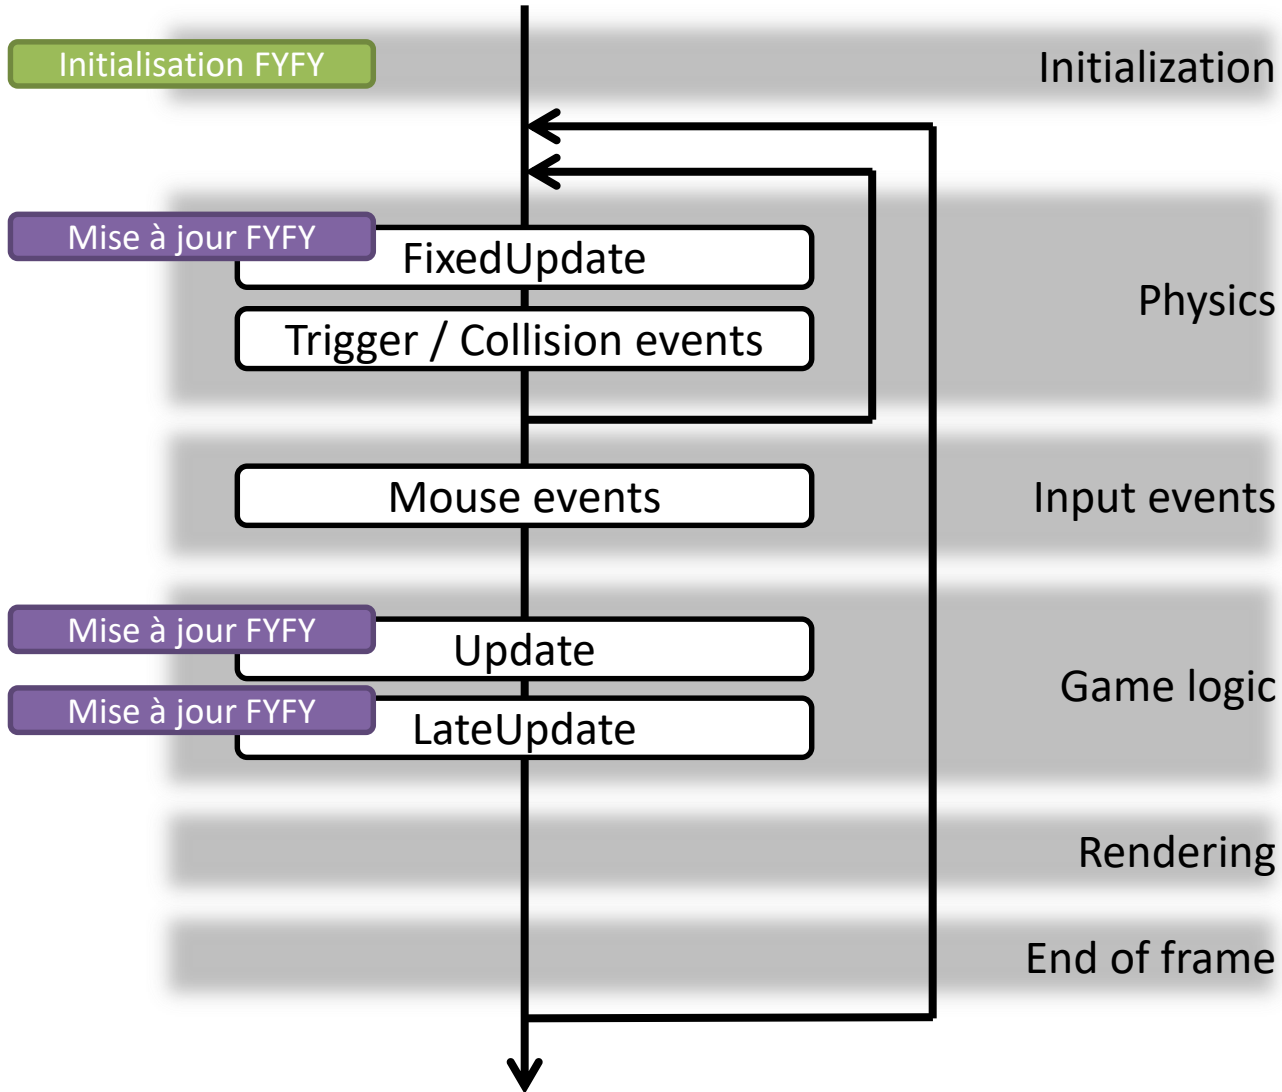 Initialisation FYFY
Initialization
Mise à jour FYFY
FixedUpdate
Trigger / Collision events
Physics
Mouse events
Input events
Mise à jour FYFY
Update
Mise à jour FYFY
LateUpdate
Game logic
Rendering
End of frame